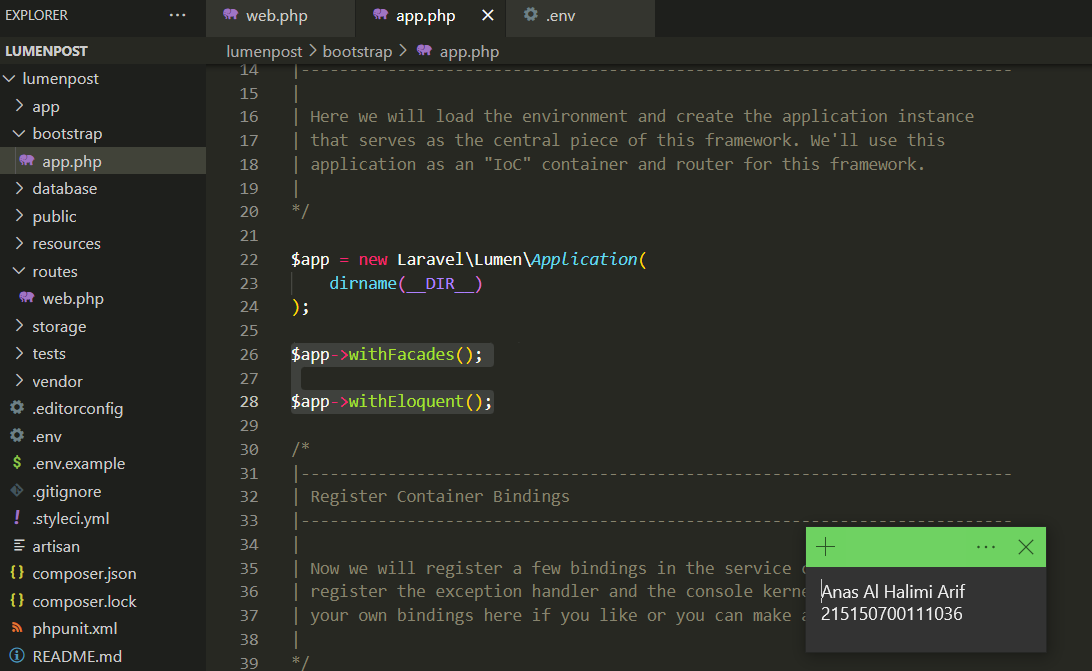 EXPLORER
...
web.php
app.php
.env
LUMENPOST
lumenpost > bootstrap > app.php
lumenpost
app
bootstrap
app.php
database
public
resources
routes
web.php
storage
tests
vendor
.editorconfig
.env
$ .env.example
.gitignore
! .styleci.yml
artisan
{} composer.json
{} composer.lock
phpunit.xml
README.md
14 |--------------------------------------------------------------------------
15 |
16 | Here we will load the environment and create the application instance
17 | that serves as the central piece of this framework. We'll use this
18 | application as an "IoC" container and router for this framework.
19 |
20 */
21
22 $app = new Laravel\Lumen\Application(
23     dirname(__DIR__)
24 );
25
26 $app->withFacades();
27
28 $app->withEloquent();
29
30 /*
31 |--------------------------------------------------------------------------
32 | Register Container Bindings
33 |--------------------------------------------------------------------------
34 |
35 | Now we will register a few bindings in the service
36 | register the exception handler and the console
37 | your own bindings here if you like or you can make
38 |
39 */
Anas Al Halimi Arif
215150700111036